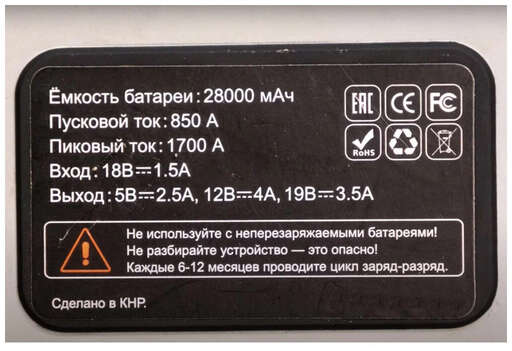 Ёмкость батареи: 28000 мАч
Пусковой ток: 850 А
Пиковый ток: 1700 А
Вход: 18В⎓1.5А
Выход: 5В⎓2.5А, 12В⎓4А, 19В⎓3.5А
EAC CE FC
RoHS
Не используйте с неперезаряжаемыми батареями!
Не разбирайте устройство — это опасно!
Каждые 6-12 месяцев проводите цикл заряд-разряд.
Сделано в КНР.